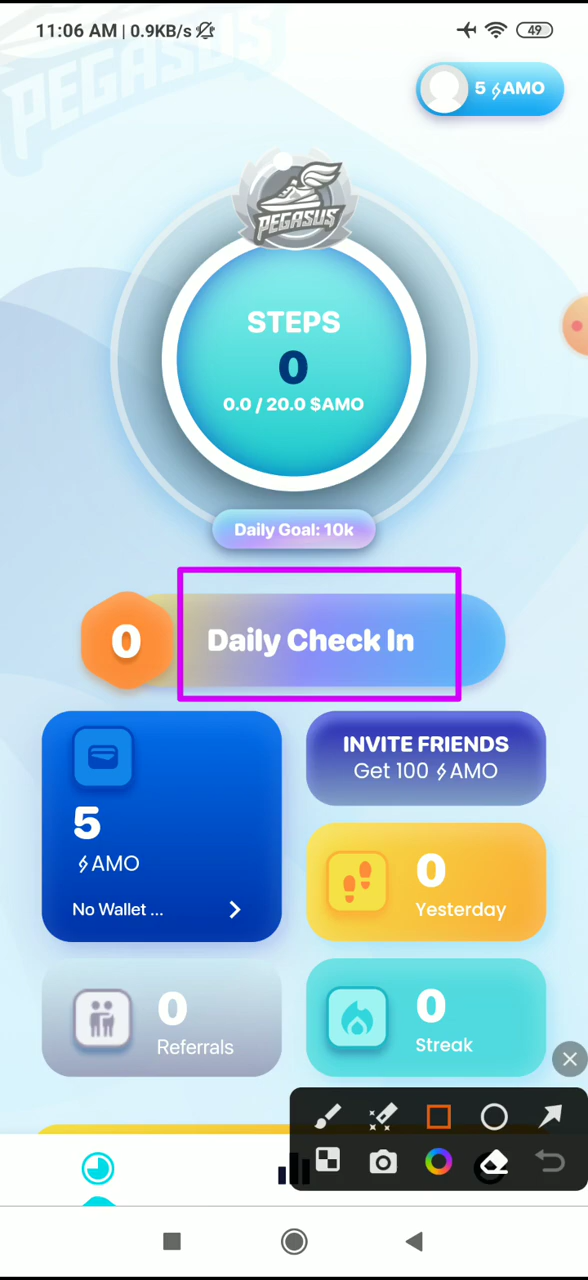 11:06 AM | 0.9KB/s
49
PEGASUS
5 $AMO
PEGASUS
STEPS
0
0.0 / 20.0 $AMO
Daily Goal: 10k
0
Daily Check In
5
$AMO
No Wallet ...
INVITE FRIENDS
Get 100 $AMO
0
Yesterday
0
Referrals
0
Streak